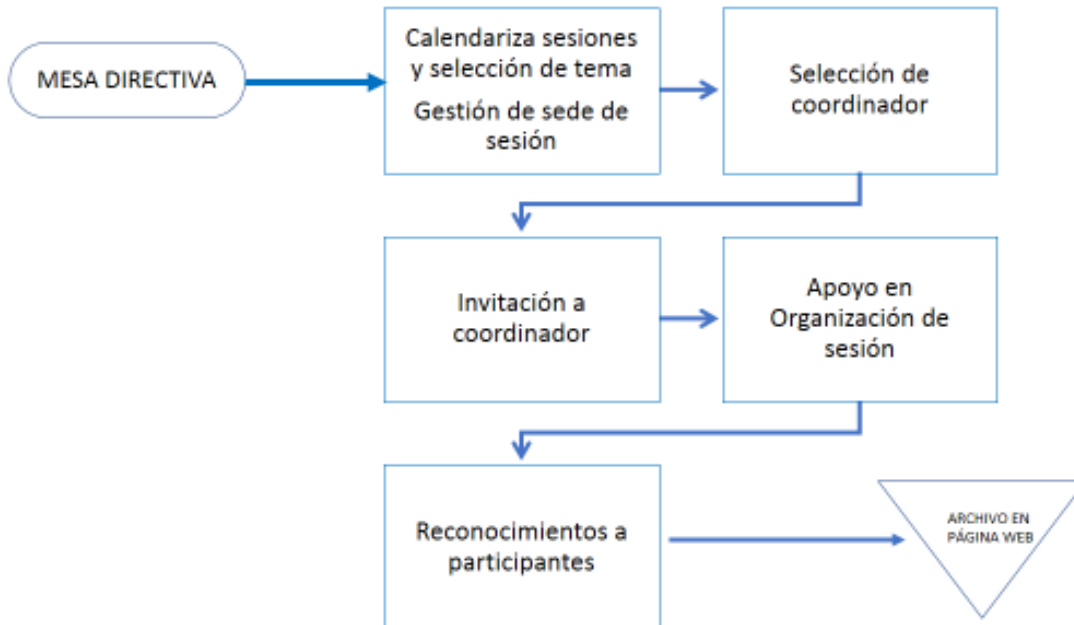 MESA DIRECTIVA
Calendariza sesiones
y selección de tema
Gestión de sede de
sesión
Selección de
coordinador
Invitación a
coordinador
Apoyo en
Organización de
sesión
Reconocimientos a
participantes
ARCHIVO EN
PÁGINA WEB